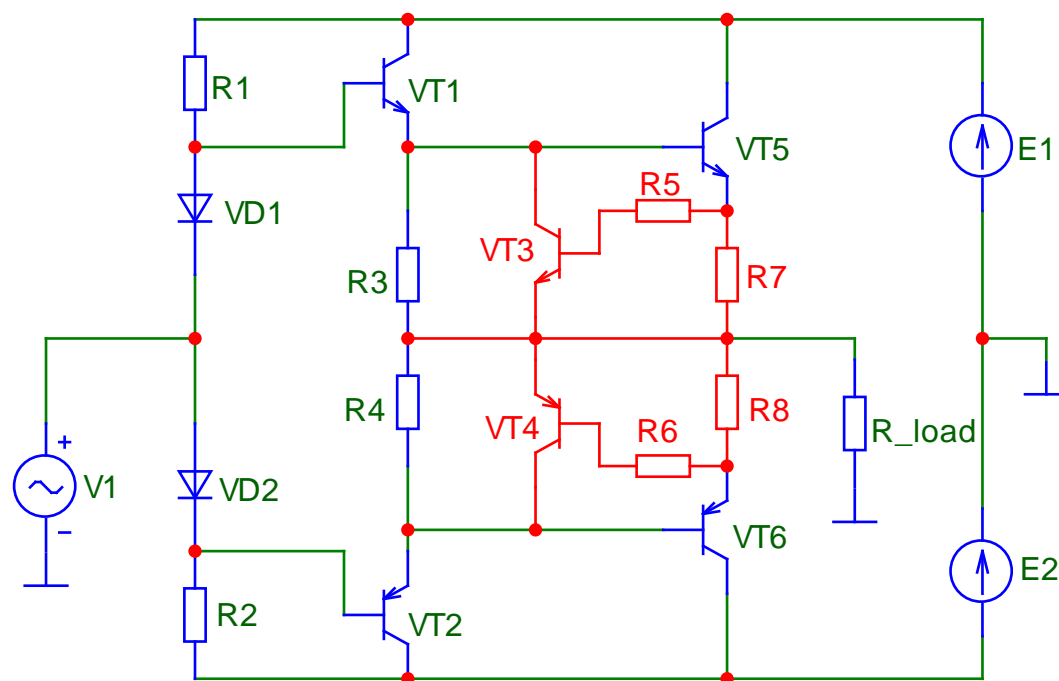 R1
VT1
VT5
E1
VD1
R5
VT3
R3
R7
R4
VT4
R6
R8
R_load
V1
+
−
VD2
VT6
E2
R2
VT2